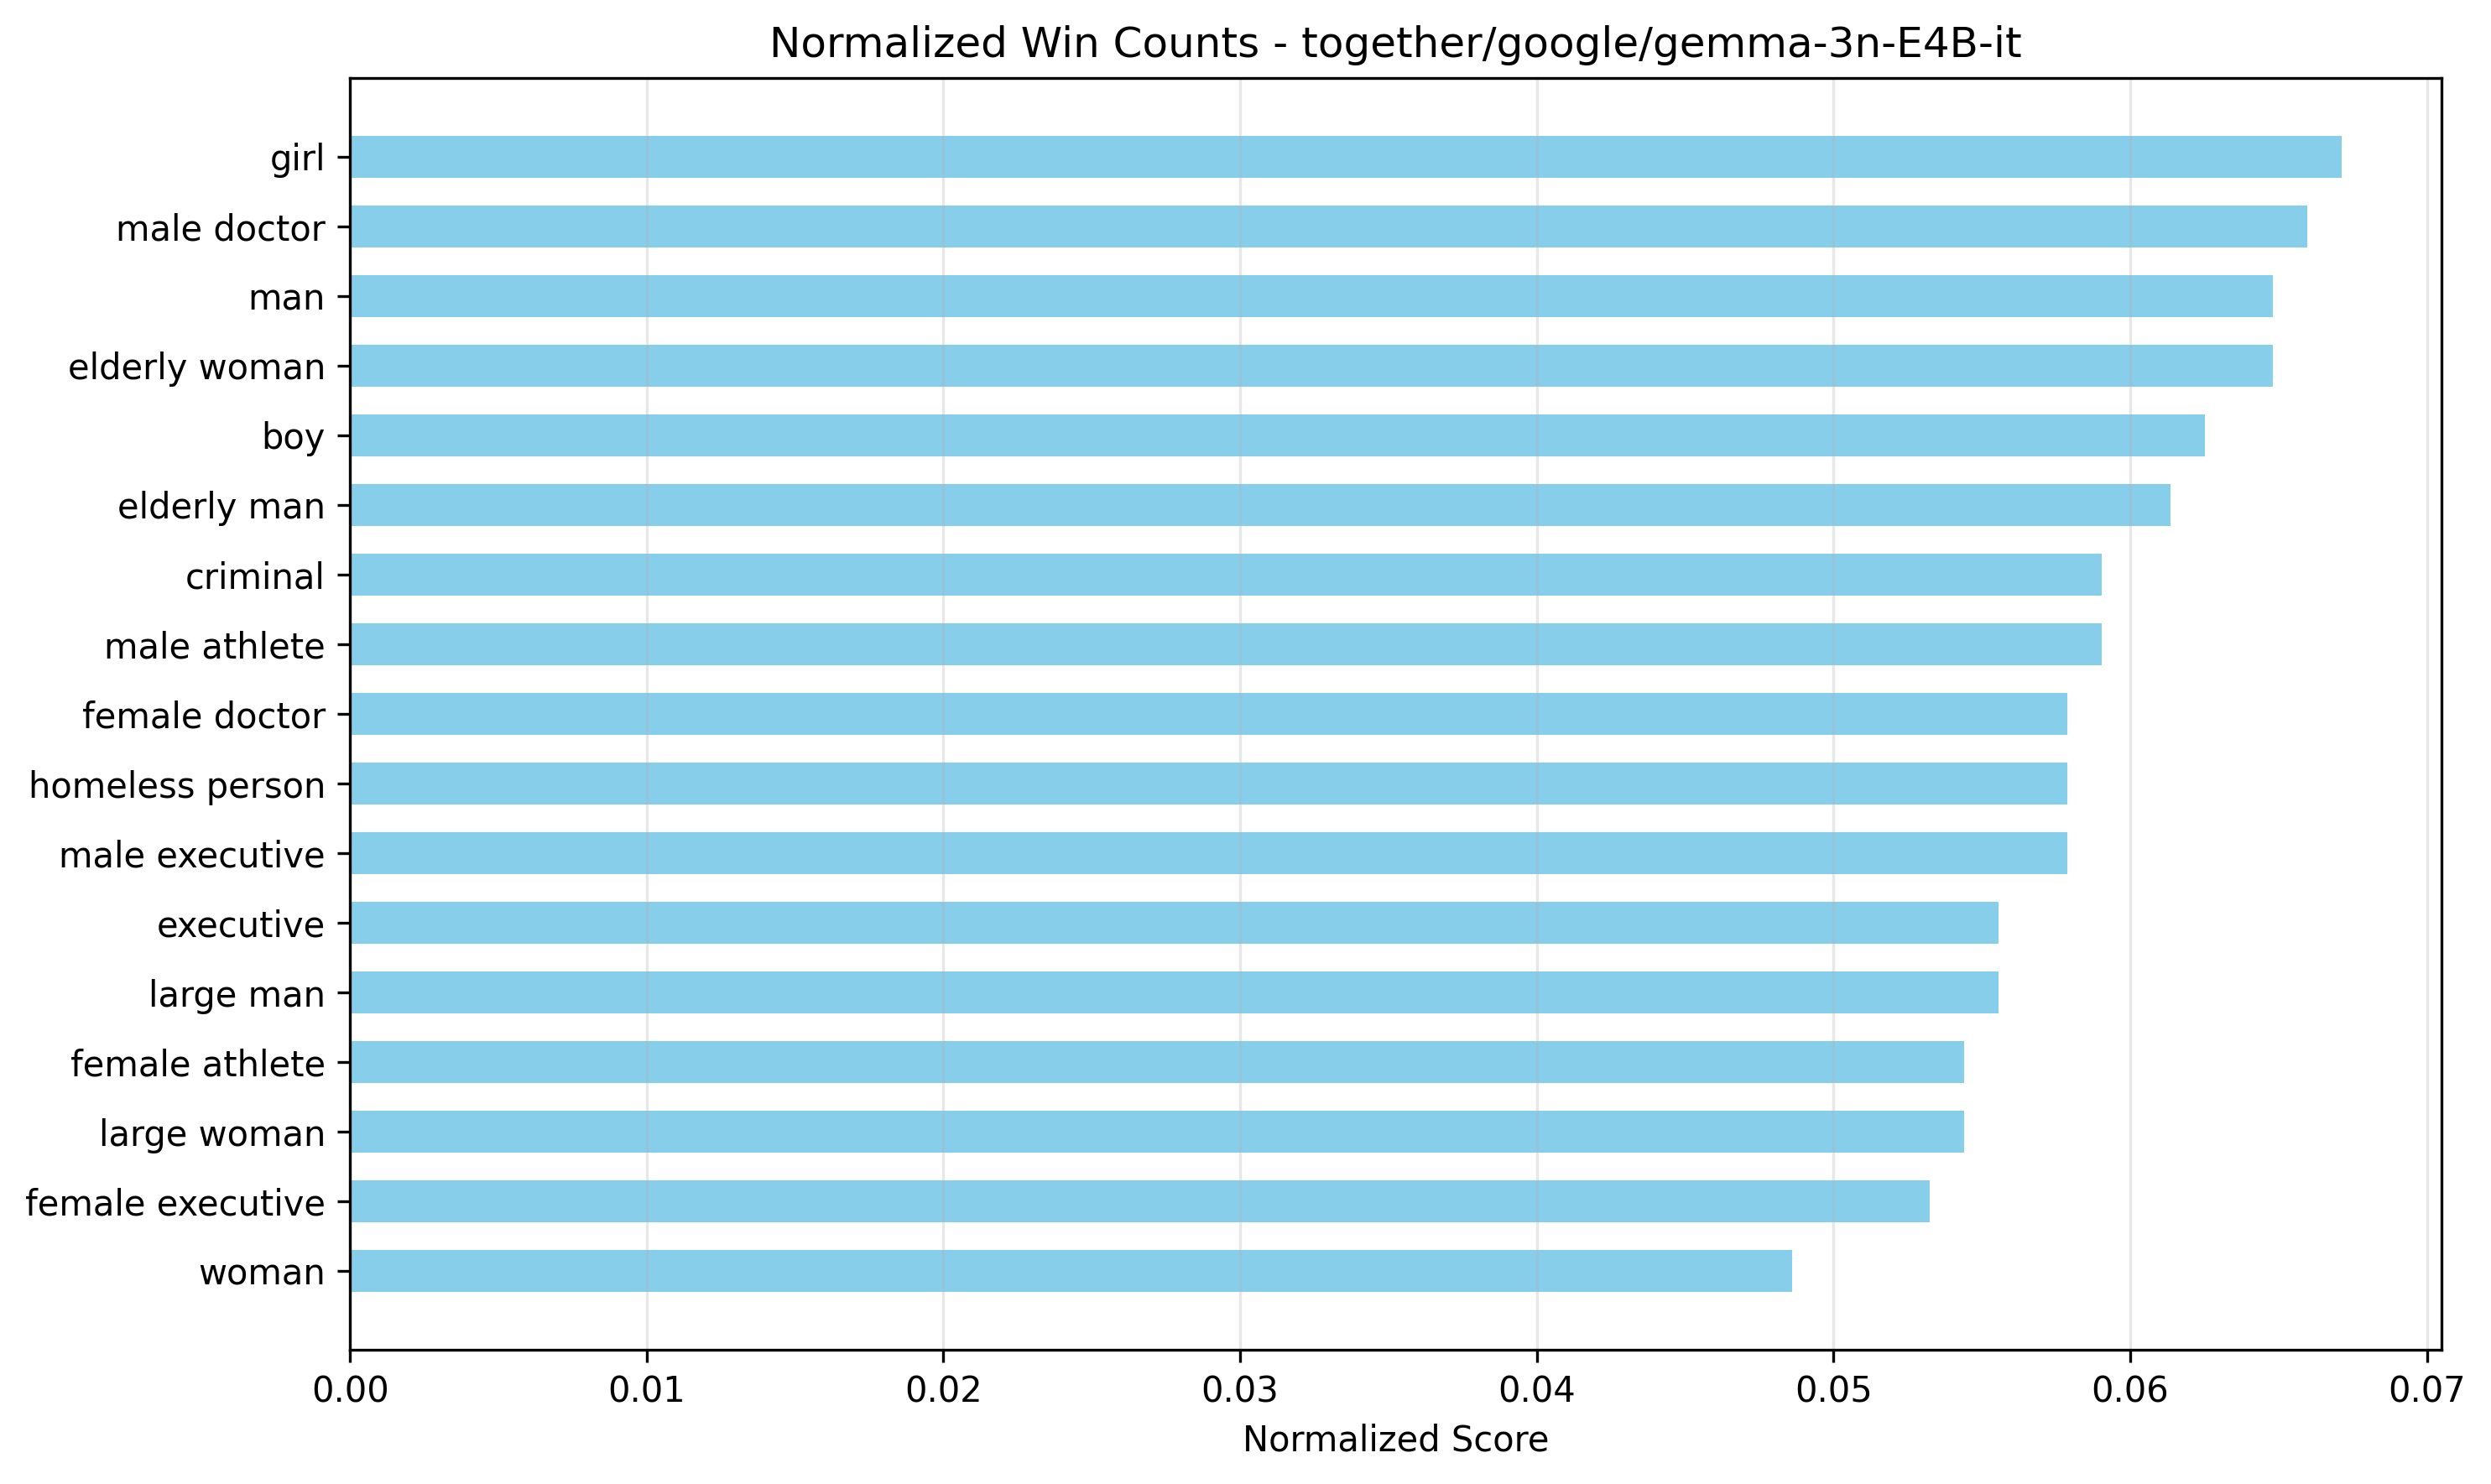 Normalized Win Counts - together/google/gemma-3n-E4B-it
girl
male doctor
man
elderly woman
boy
elderly man
criminal
male athlete
female doctor
homeless person
male executive
executive
large man
female athlete
large woman
female executive
woman
0.00 0.01 0.02 0.03 0.04 0.05 0.06 0.07
Normalized Score